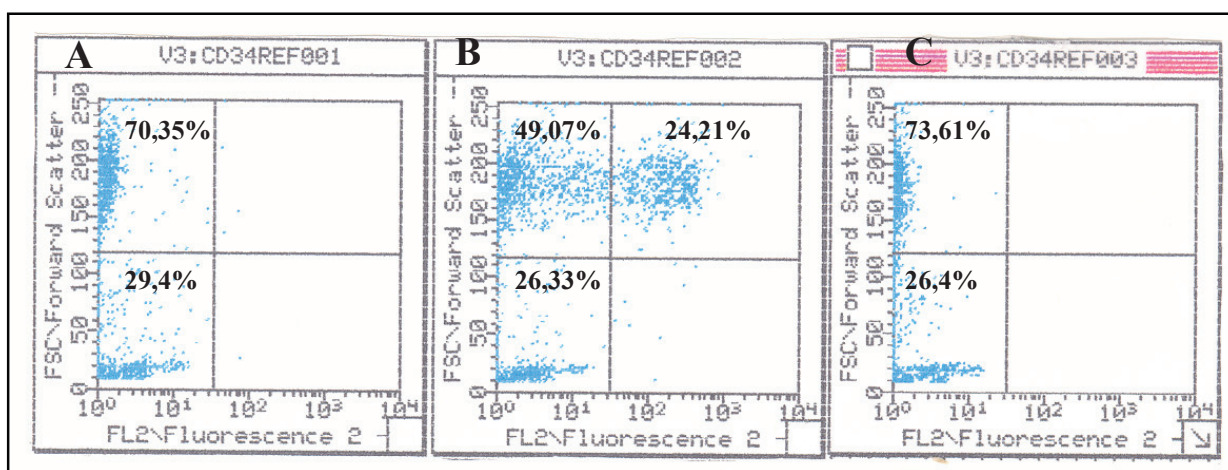 A
V3:CD34REF001
FSC\Forward Scatter --
250
200
150
100
50
0
70,35%
29,4%
10⁰ 10¹ 10² 10³ 10⁴
FL2\Fluorescence 2 -
B
V3:CD34REF002
FSC\Forward Scatter --
250
200
150
100
50
0
49,07% 24,21%
26,33%
10⁰ 10¹ 10² 10³ 10⁴
FL2\Fluorescence 2 -
C
V3:CD34REF003
FSC\Forward Scatter --
250
200
150
100
50
0
73,61%
26,4%
10⁰ 10¹ 10² 10³ 10⁴
FL2\Fluorescence 2 -